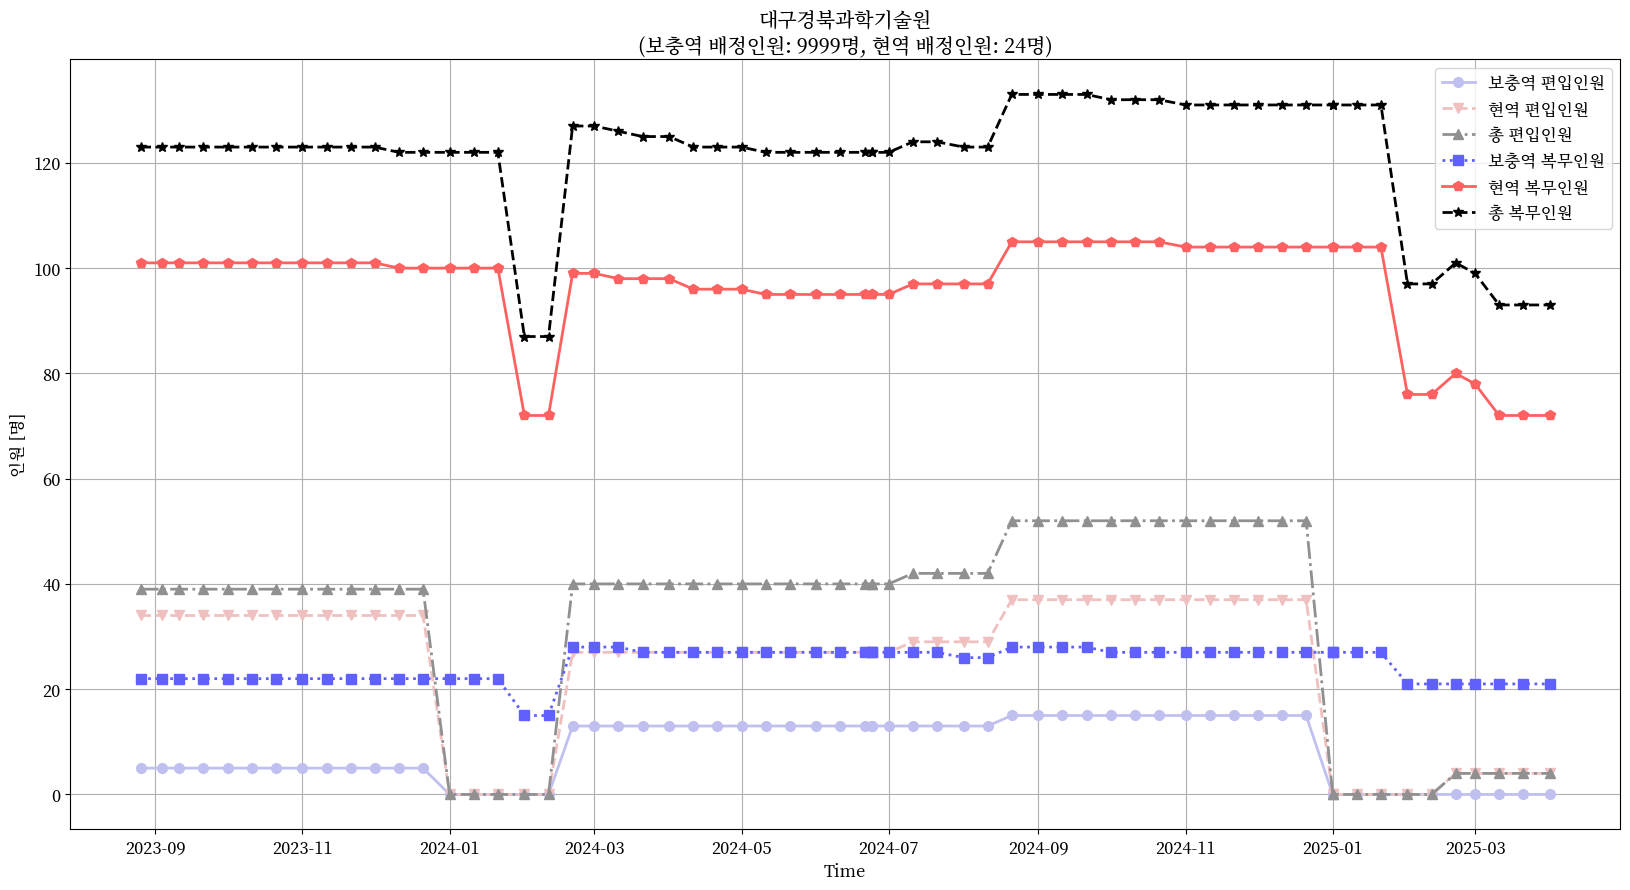 대구경북과학기술원
(보충역 배정인원: 9999명, 현역 배정인원: 24명)
보충역 편입인원
현역 편입인원
총 편입인원
보충역 복무인원
현역 복무인원
총 복무인원
인원 [명]
120
100
80
60
40
20
0
2023-09
2023-11
2024-01
2024-03
2024-05
2024-07
2024-09
2024-11
2025-01
2025-03
Time